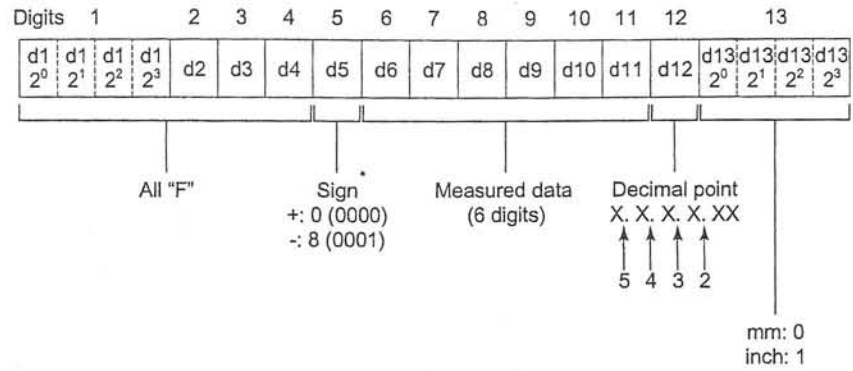 Digits 1 2 3 4 5 6 7 8 9 10 11 12 13
d1 d1 d1 d1 d2 d3 d4 d5 d6 d7 d8 d9 d10 d11 d12 d13 d13 d13 d13
2⁰ 2¹ 2² 2³ 2⁰ 2¹ 2² 2³
All "F" Sign* Measured data Decimal point
+: 0 (0000) (6 digits) X. X. X. X. XX
-: 8 (0001)
5 4 3 2
mm: 0
inch: 1